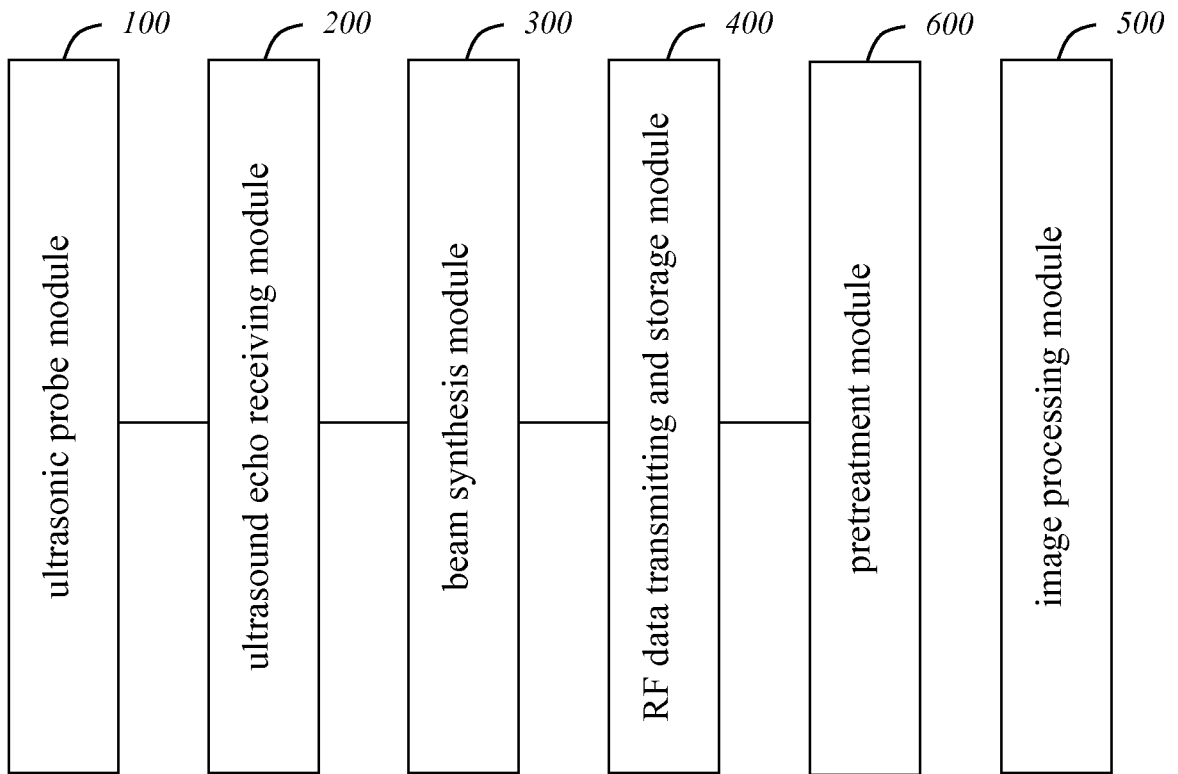 100
200
300
400
600
500
ultrasonic probe module
ultrasound echo receiving module
beam synthesis module
RF data transmitting and storage module
pretreatment module
image processing module